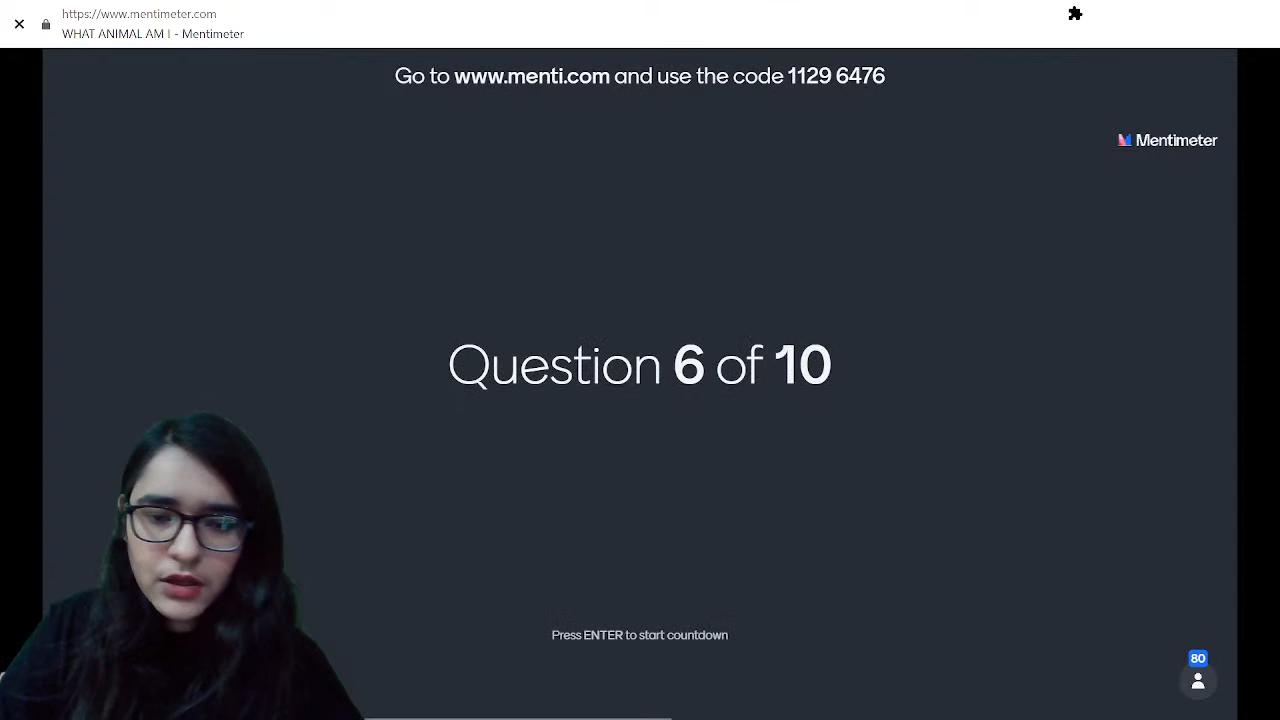 https://www.mentimeter.com
WHAT ANIMAL AM I - Mentimeter
Go to www.menti.com and use the code 1129 6476
Mentimeter
Question 6 of 10
Press ENTER to start countdown
80